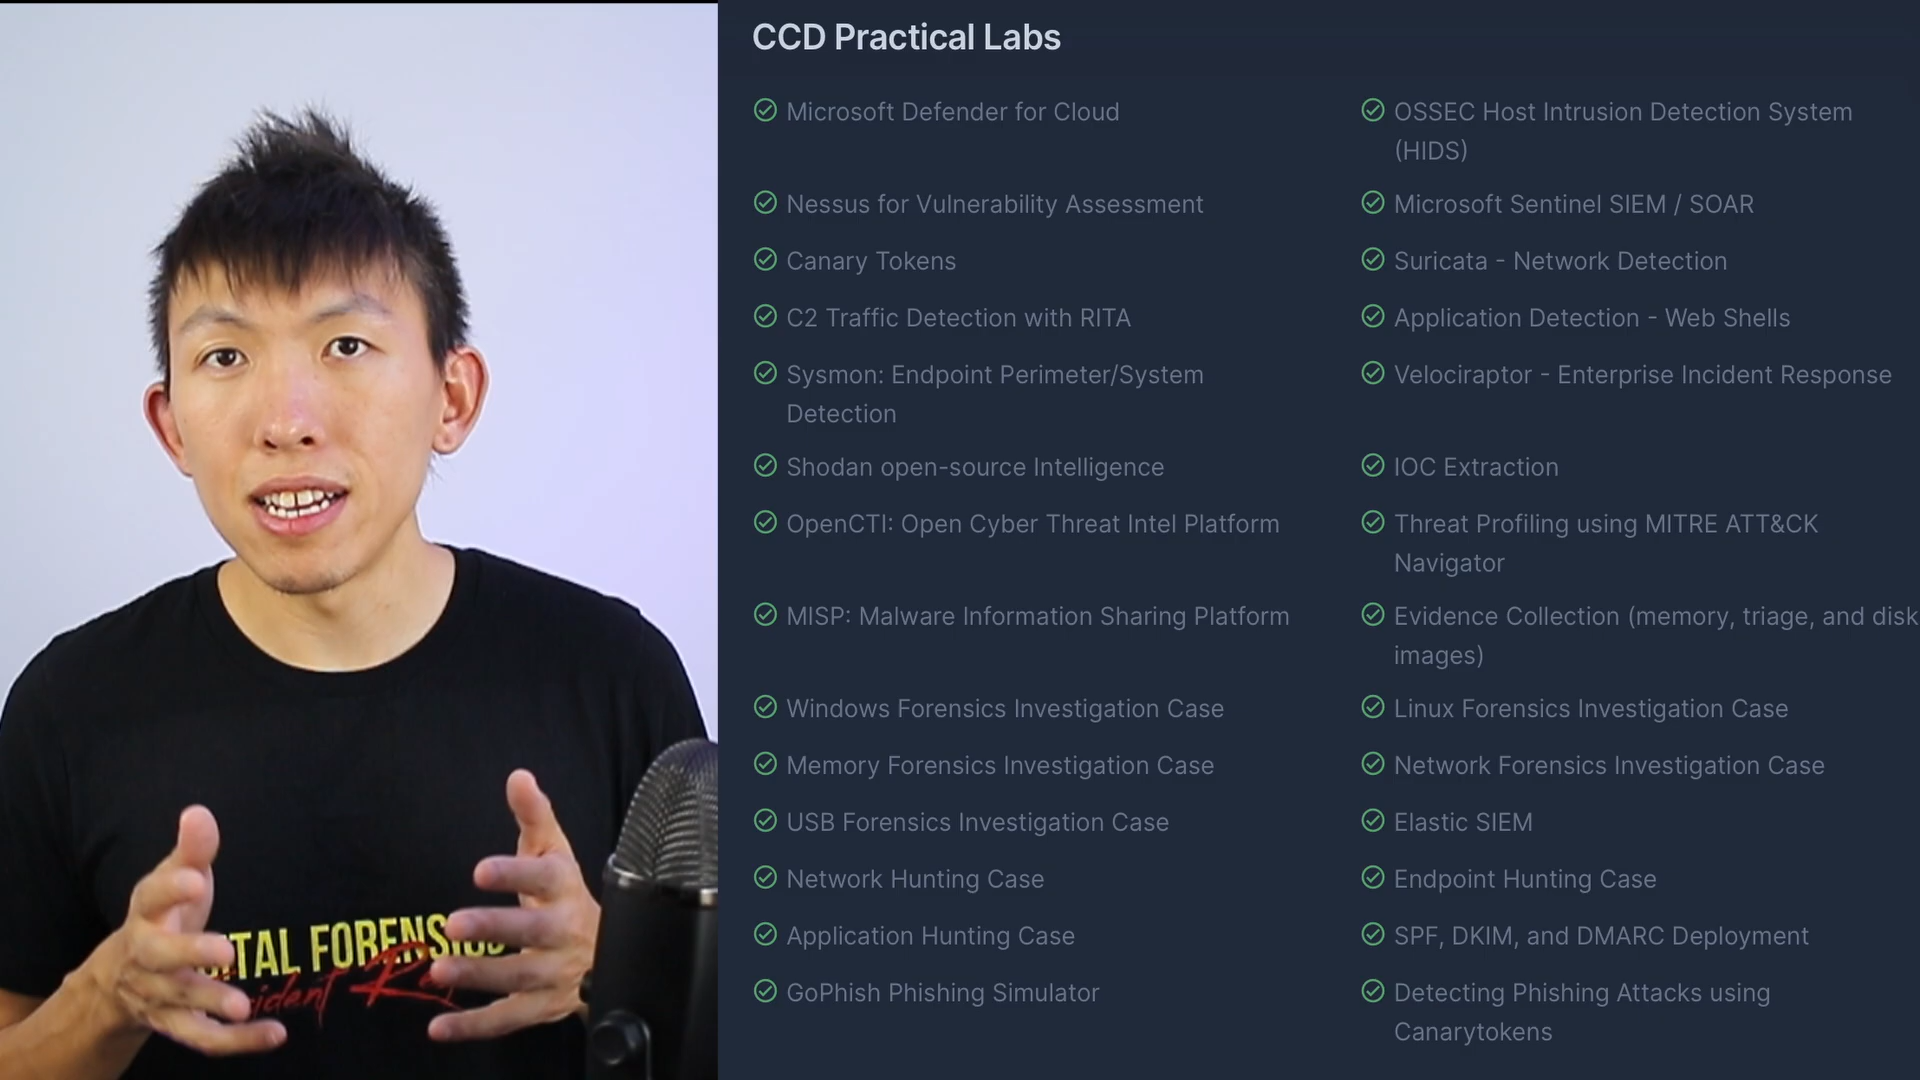 CCD Practical Labs
Microsoft Defender for Cloud
OSSEC Host Intrusion Detection System
(HIDS)
Nessus for Vulnerability Assessment
Microsoft Sentinel SIEM / SOAR
Canary Tokens
Suricata - Network Detection
C2 Traffic Detection with RITA
Application Detection - Web Shells
Sysmon: Endpoint Perimeter/System
Detection
Velociraptor - Enterprise Incident Response
Shodan open-source Intelligence
IOC Extraction
OpenCTI: Open Cyber Threat Intel Platform
Threat Profiling using MITRE ATT&CK
Navigator
MISP: Malware Information Sharing Platform
Evidence Collection (memory, triage, and disk
images)
Windows Forensics Investigation Case
Linux Forensics Investigation Case
Memory Forensics Investigation Case
Network Forensics Investigation Case
USB Forensics Investigation Case
Elastic SIEM
Network Hunting Case
Endpoint Hunting Case
Application Hunting Case
SPF, DKIM, and DMARC Deployment
GoPhish Phishing Simulator
Detecting Phishing Attacks using
Canarytokens